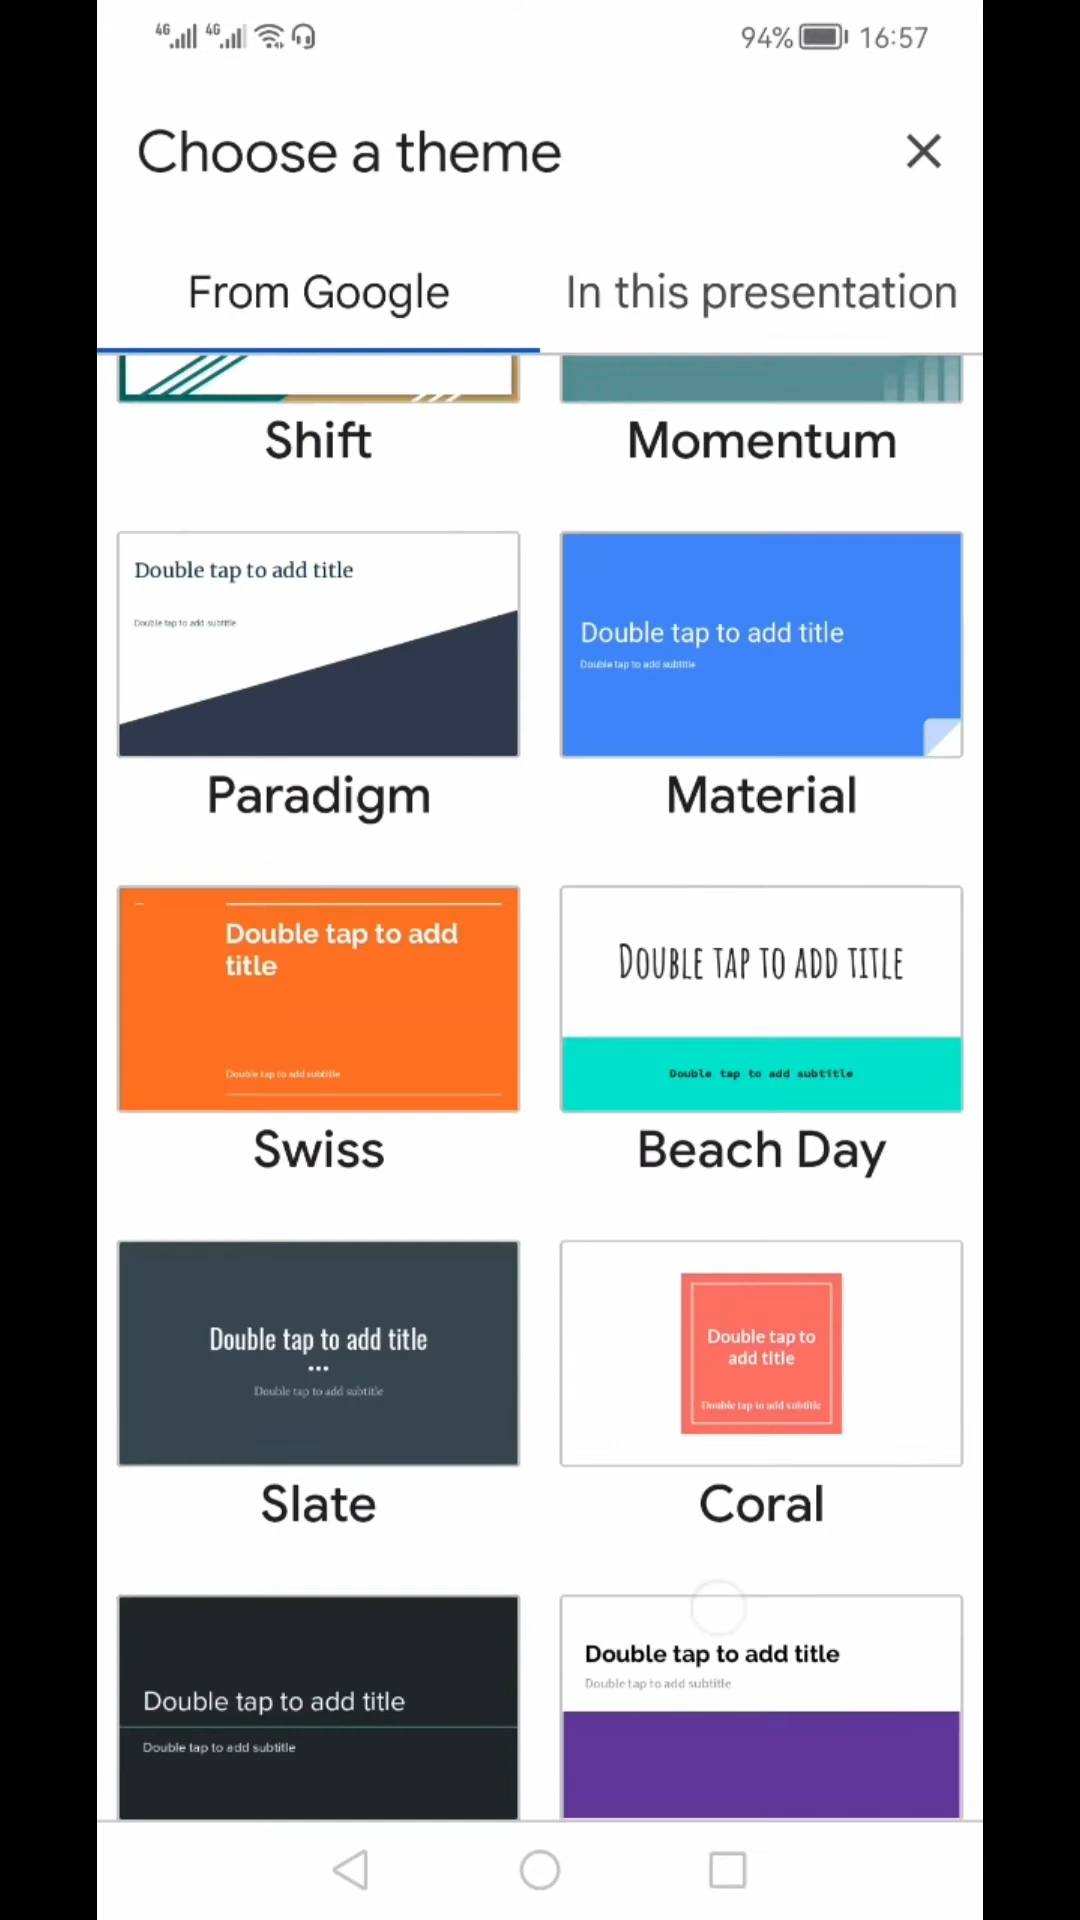 4G 4G 94% 16:57
Choose a theme
From Google In this presentation
Shift Momentum
Double tap to add title
Double tap to add subtitle
Paradigm
Double tap to add title
Double tap to add subtitle
Material
Double tap to add
title
Double tap to add subtitle
Swiss
DOUBLE TAP TO ADD TITLE
Double tap to add subtitle
Beach Day
Double tap to add title
Double tap to add subtitle
Slate
Double tap to
add title
Double tap to add subtitle
Coral
Double tap to add title
Double tap to add subtitle
Double tap to add title
Double tap to add subtitle